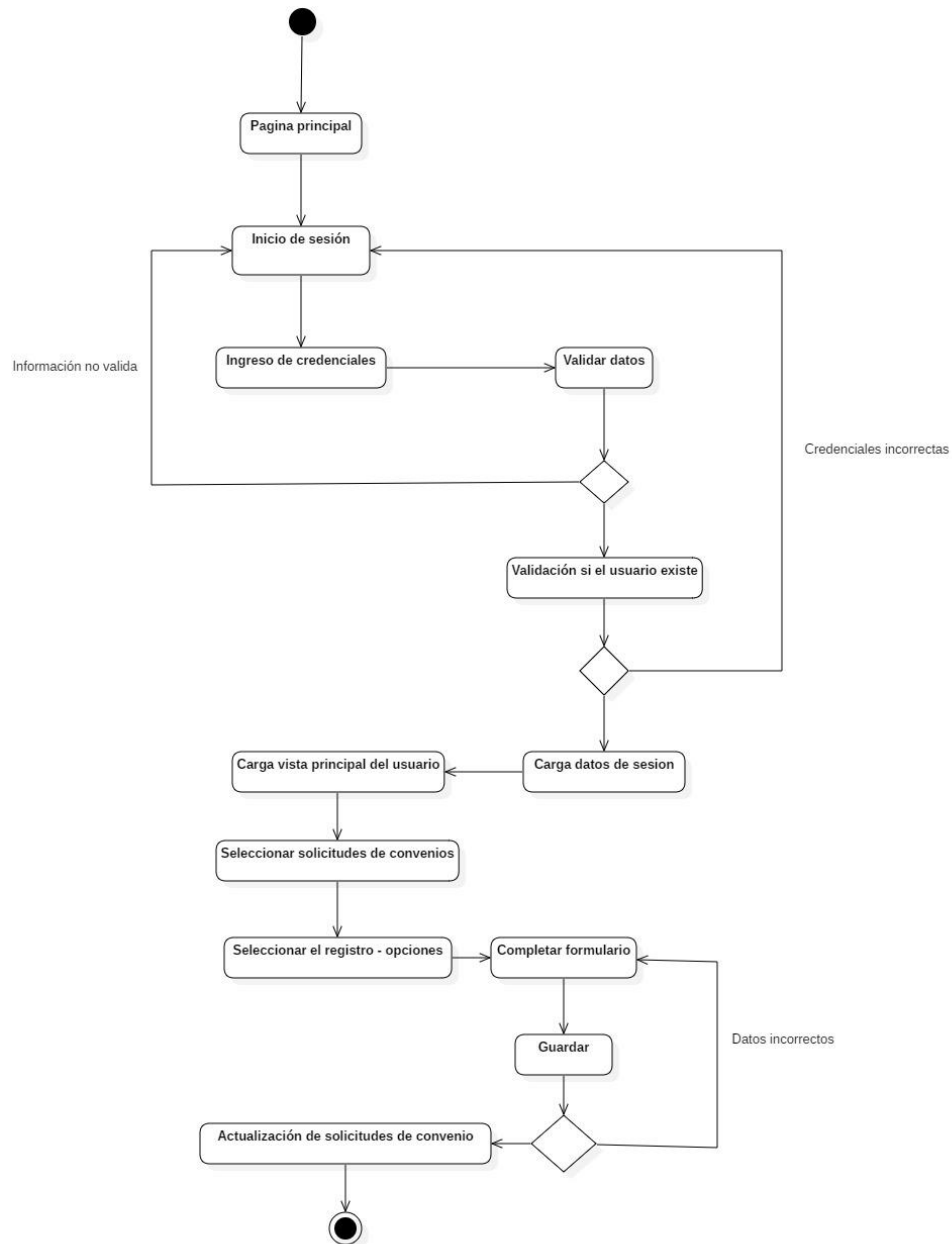 Pagina principal
Inicio de sesión
Ingreso de credenciales
Validar datos
Información no valida
Credenciales incorrectas
Validación si el usuario existe
Carga vista principal del usuario
Carga datos de sesion
Seleccionar solicitudes de convenios
Seleccionar el registro - opciones
Completar formulario
Guardar
Datos incorrectos
Actualización de solicitudes de convenio